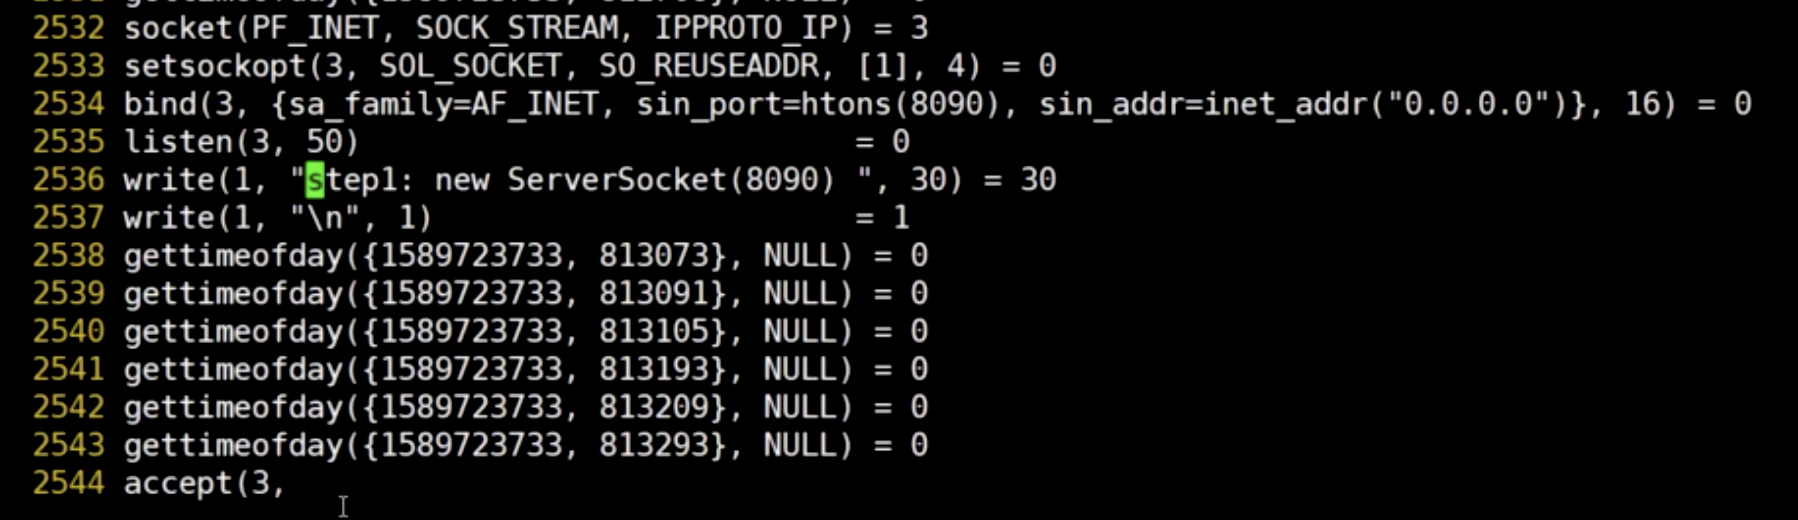 2532 socket(PF_INET, SOCK_STREAM, IPPROTO_IP) = 3
2533 setsockopt(3, SOL_SOCKET, SO_REUSEADDR, [1], 4) = 0
2534 bind(3, {sa_family=AF_INET, sin_port=htons(8090), sin_addr=inet_addr("0.0.0.0")}, 16) = 0
2535 listen(3, 50)                           = 0
2536 write(1, "step1: new ServerSocket(8090) ", 30) = 30
2537 write(1, "\n", 1)                       = 1
2538 gettimeofday({1589723733, 813073}, NULL) = 0
2539 gettimeofday({1589723733, 813091}, NULL) = 0
2540 gettimeofday({1589723733, 813105}, NULL) = 0
2541 gettimeofday({1589723733, 813193}, NULL) = 0
2542 gettimeofday({1589723733, 813209}, NULL) = 0
2543 gettimeofday({1589723733, 813293}, NULL) = 0
2544 accept(3,